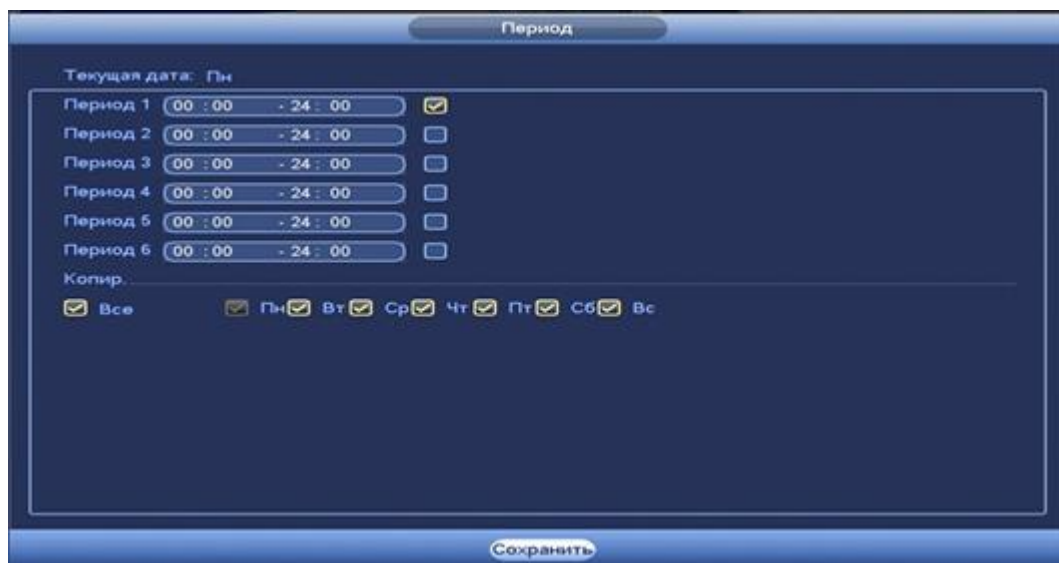 Период
Текущая дата: Пн
Период 1 00 : 00 - 24 : 00
Период 2 00 : 00 - 24 : 00
Период 3 00 : 00 - 24 : 00
Период 4 00 : 00 - 24 : 00
Период 5 00 : 00 - 24 : 00
Период 6 00 : 00 - 24 : 00
Копир.
Все Пн Вт Ср Чт Пт Сб Вс
Сохранить